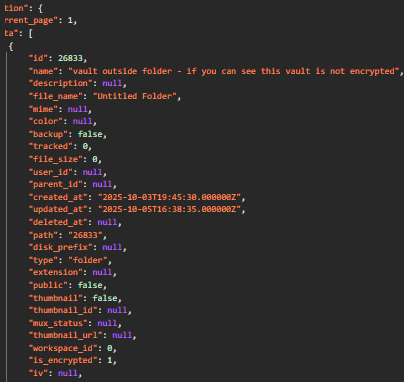 tion": {
rrent_page": 1,
ta": [
{
"id": 26833,
"name": "vault outside folder - if you can see this vault is not encrypted",
"description": null,
"file_name": "Untitled Folder",
"mime": null,
"color": null,
"backup": false,
"tracked": 0,
"file_size": 0,
"user_id": null,
"parent_id": null,
"created_at": "2025-10-03T19:45:30.000000Z",
"updated_at": "2025-10-05T16:38:35.000000Z",
"deleted_at": null,
"path": "26833",
"disk_prefix": null,
"type": "folder",
"extension": null,
"public": false,
"thumbnail": false,
"thumbnail_id": null,
"mux_status": null,
"thumbnail_url": null,
"workspace_id": 0,
"is_encrypted": 1,
"iv": null,